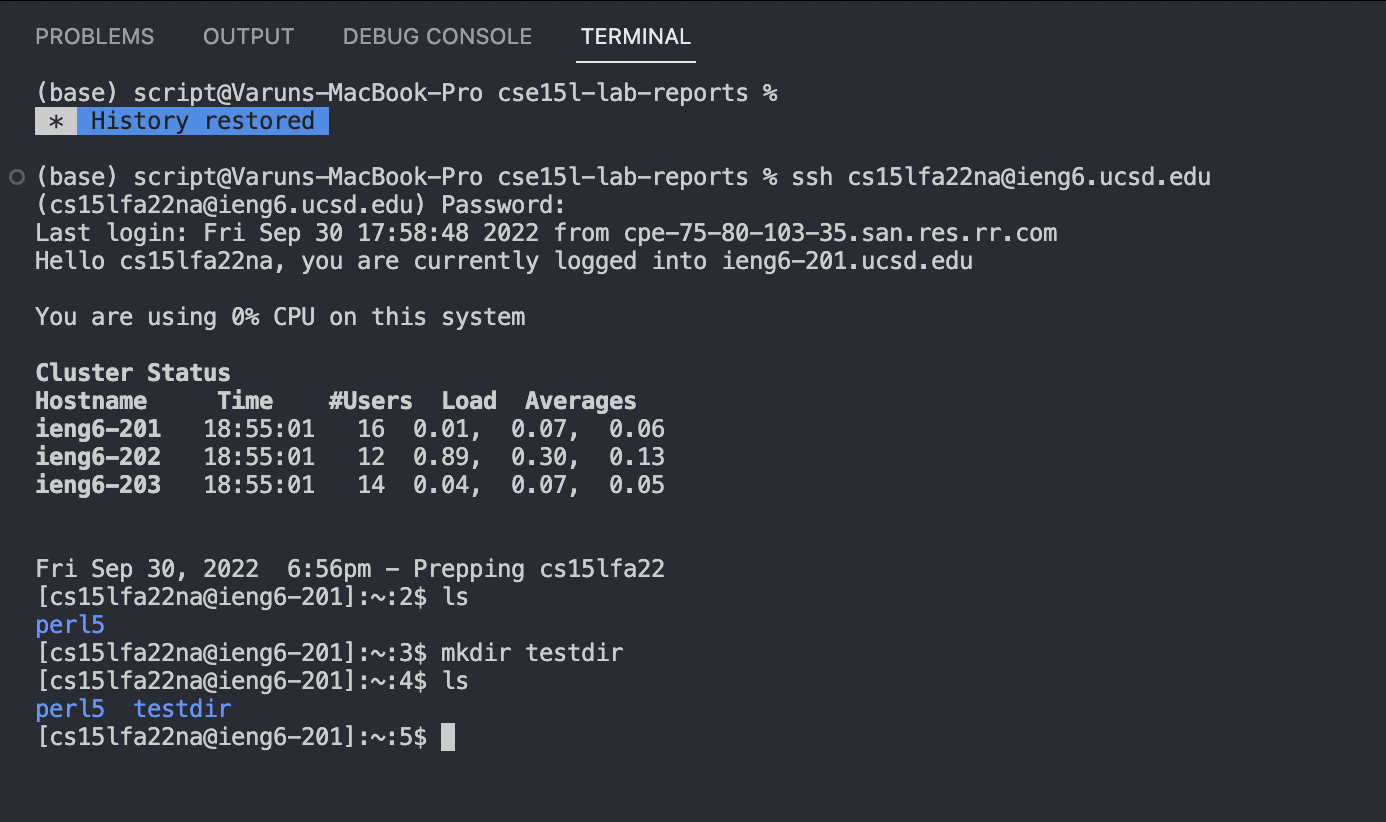 PROBLEMS OUTPUT DEBUG CONSOLE TERMINAL
(base) script@Varuns-MacBook-Pro cse15l-lab-reports %
* History restored
(base) script@Varuns-MacBook-Pro cse15l-lab-reports % ssh cs15lfa22na@ieng6.ucsd.edu
(cs15lfa22na@ieng6.ucsd.edu) Password:
Last login: Fri Sep 30 17:58:48 2022 from cpe-75-80-103-35.san.res.rr.com
Hello cs15lfa22na, you are currently logged into ieng6-201.ucsd.edu
You are using 0% CPU on this system
Cluster Status
Hostname Time #Users Load Averages
ieng6-201 18:55:01 16 0.01, 0.07, 0.06
ieng6-202 18:55:01 12 0.89, 0.30, 0.13
ieng6-203 18:55:01 14 0.04, 0.07, 0.05
Fri Sep 30, 2022 6:56pm - Prepping cs15lfa22
[cs15lfa22na@ieng6-201]:~:2$ ls
perl5
[cs15lfa22na@ieng6-201]:~:3$ mkdir testdir
[cs15lfa22na@ieng6-201]:~:4$ ls
perl5 testdir
[cs15lfa22na@ieng6-201]:~:5$